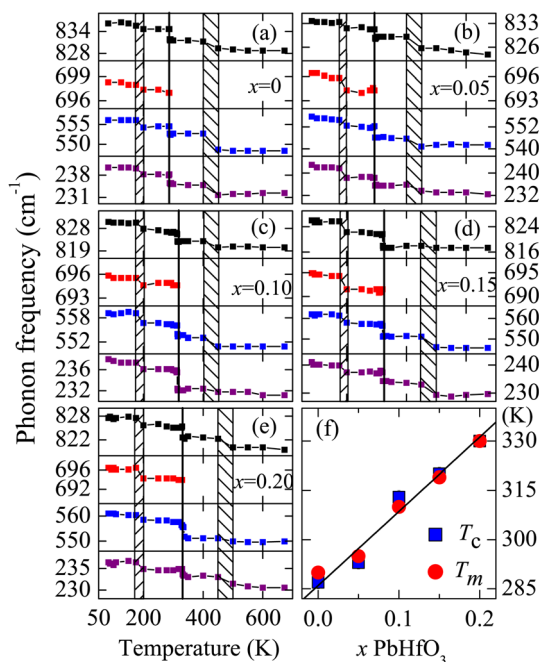 (a)
834
828
699
x=0
696
555
550
238
231
(b)
833
826
696
x=0.05
693
552
540
240
232
(c)
828
819
696
x=0.10
693
558
552
236
232
(d)
824
816
695
x=0.15
690
560
550
240
230
(e)
828
822
696
x=0.20
692
560
550
235
230
(f)
(K)
330
315
300
285
Tc
Tm
50 200 400 600
0.0 0.1 0.2
Temperature (K)
x PbHfO3
Phonon frequency (cm-1)